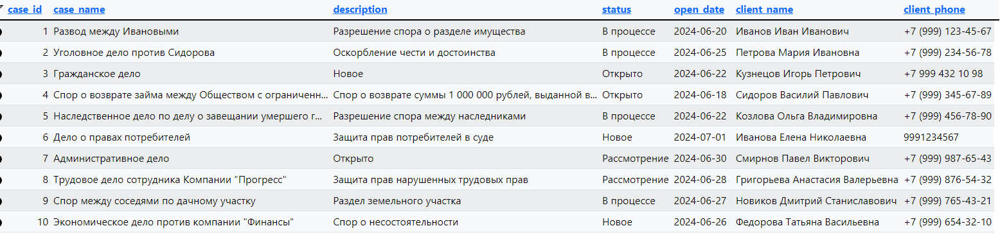 case_id case_name description status open_date client_name client_phone
1 Развод между Ивановыми Разрешение спора о разделе имущества В процессе 2024-06-20 Иванов Иван Иванович +7 (999) 123-45-67
2 Уголовное дело против Сидорова Оскорбление чести и достоинства В процессе 2024-06-25 Петрова Мария Ивановна +7 (999) 234-56-78
3 Гражданское дело Новое Открыто 2024-06-22 Кузнецов Игорь Петрович +7 999 432 10 98
4 Спор о возврате займа между Обществом с ограниченн... Спор о возврате суммы 1 000 000 рублей, выданной в... Открыто 2024-06-18 Сидоров Василий Павлович +7 (999) 345-67-89
5 Наследственное дело по делу о завещании умершего г... Разрешение спора между наследниками В процессе 2024-06-22 Козлова Ольга Владимировна +7 (999) 456-78-90
6 Дело о правах потребителей Защита прав потребителей в суде Новое 2024-07-01 Иванова Елена Николаевна 9991234567
7 Административное дело Открыто Рассмотрение 2024-06-30 Смирнов Павел Викторович +7 (999) 987-65-43
8 Трудовое дело сотрудника Компании "Прогресс" Защита прав нарушенных трудовых прав Рассмотрение 2024-06-28 Григорьева Анастасия Валерьевна +7 (999) 876-54-32
9 Спор между соседями по дачному участку Раздел земельного участка В процессе 2024-06-27 Новиков Дмитрий Станиславович +7 (999) 765-43-21
10 Экономическое дело против компании "Финансы" Спор о несостоятельности Новое 2024-06-26 Федорова Татьяна Васильевна +7 (999) 654-32-10